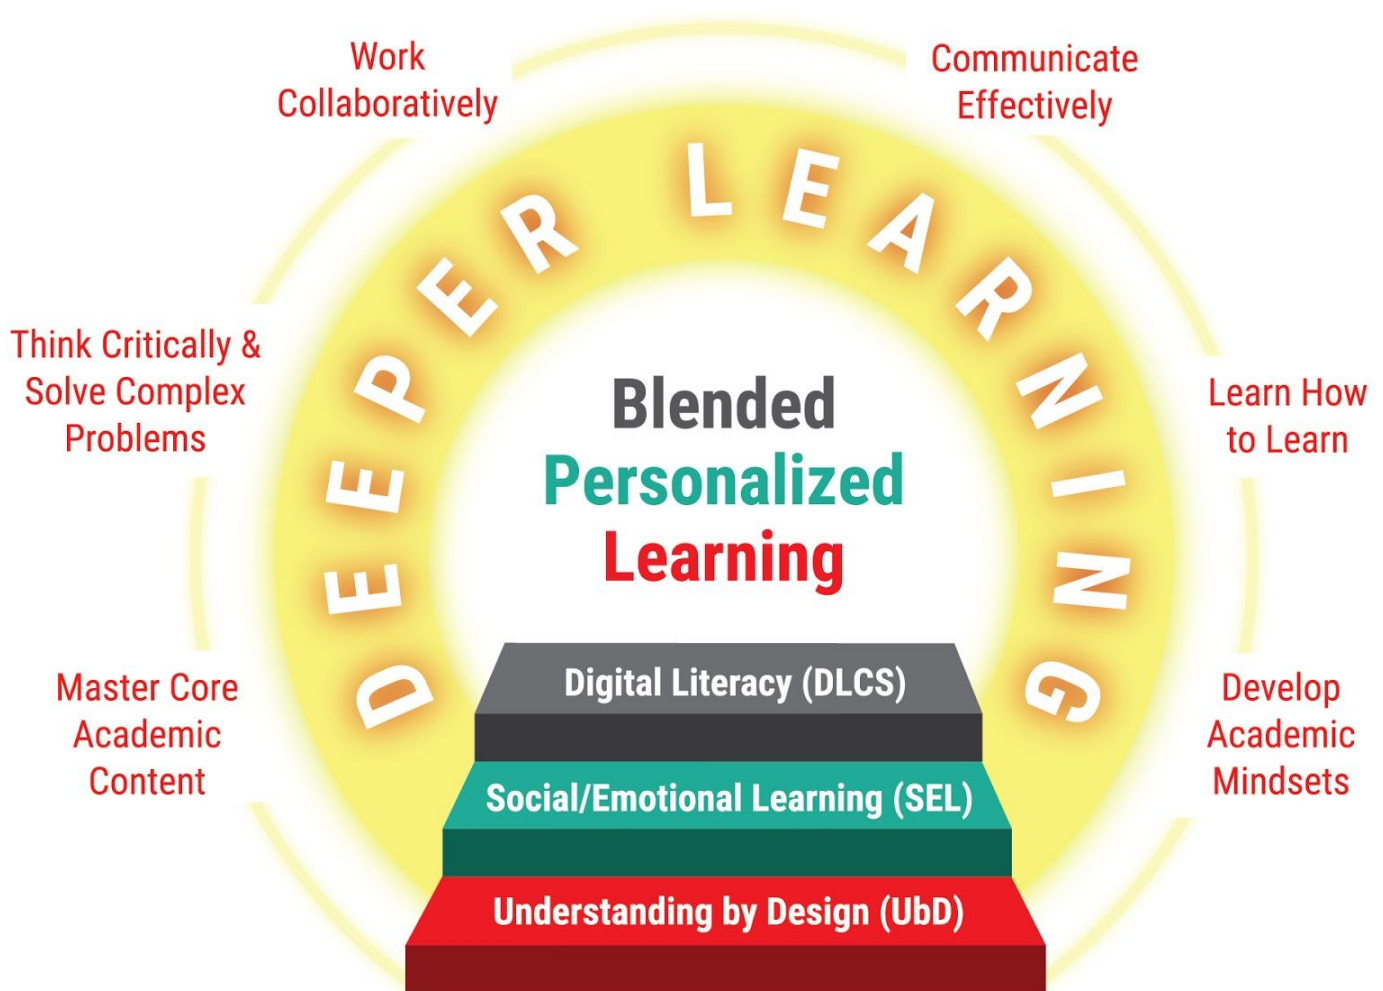 Work
Collaboratively
Communicate
Effectively
DEEPER LEARNING
Think Critically &
Solve Complex
Problems
Learn How
to Learn
Blended
Personalized
Learning
Master Core
Academic
Content
Develop
Academic
Mindsets
Digital Literacy (DLCS)
Social/Emotional Learning (SEL)
Understanding by Design (UbD)